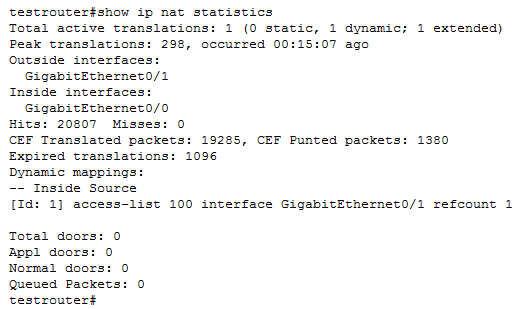 testrouter#show ip nat statistics
Total active translations: 1 (0 static, 1 dynamic; 1 extended)
Peak translations: 298, occurred 00:15:07 ago
Outside interfaces:
  GigabitEthernet0/1
Inside interfaces:
  GigabitEthernet0/0
Hits: 20807  Misses: 0
CEF Translated packets: 19285, CEF Punted packets: 1380
Expired translations: 1096
Dynamic mappings:
-- Inside Source
[Id: 1] access-list 100 interface GigabitEthernet0/1 refcount 1
Total doors: 0
Appl doors: 0
Normal doors: 0
Queued Packets: 0
testrouter#